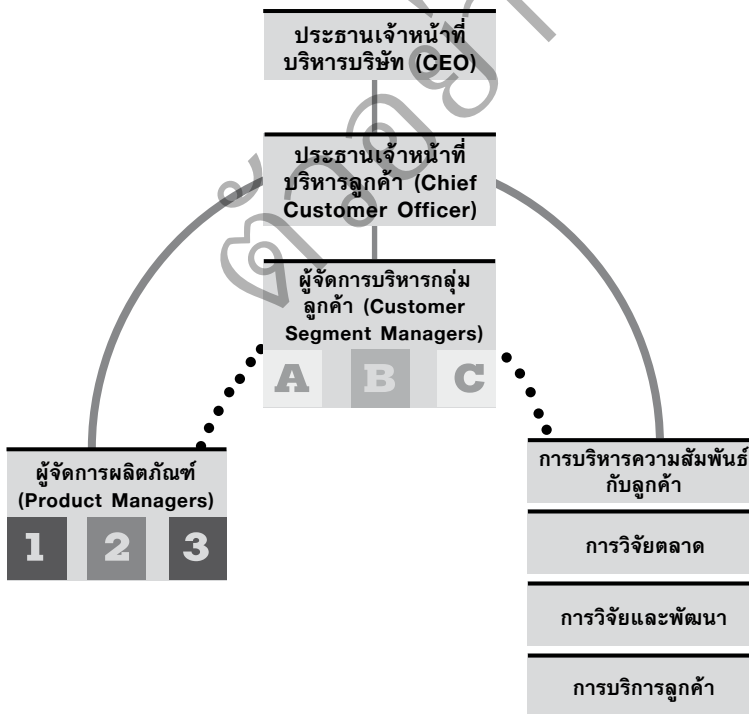 ประธานเจ้าหน้าที่
บริหารบริษัท (CEO)
ประธานเจ้าหน้าที่
บริหารลูกค้า (Chief
Customer Officer)
ผู้จัดการบริหารกลุ่ม
ลูกค้า (Customer
Segment Managers)
A B C
ผู้จัดการผลิตภัณฑ์
(Product Managers)
1 2 3
การบริหารความสัมพันธ์
กับลูกค้า
การวิจัยตลาด
การวิจัยและพัฒนา
การบริการลูกค้า